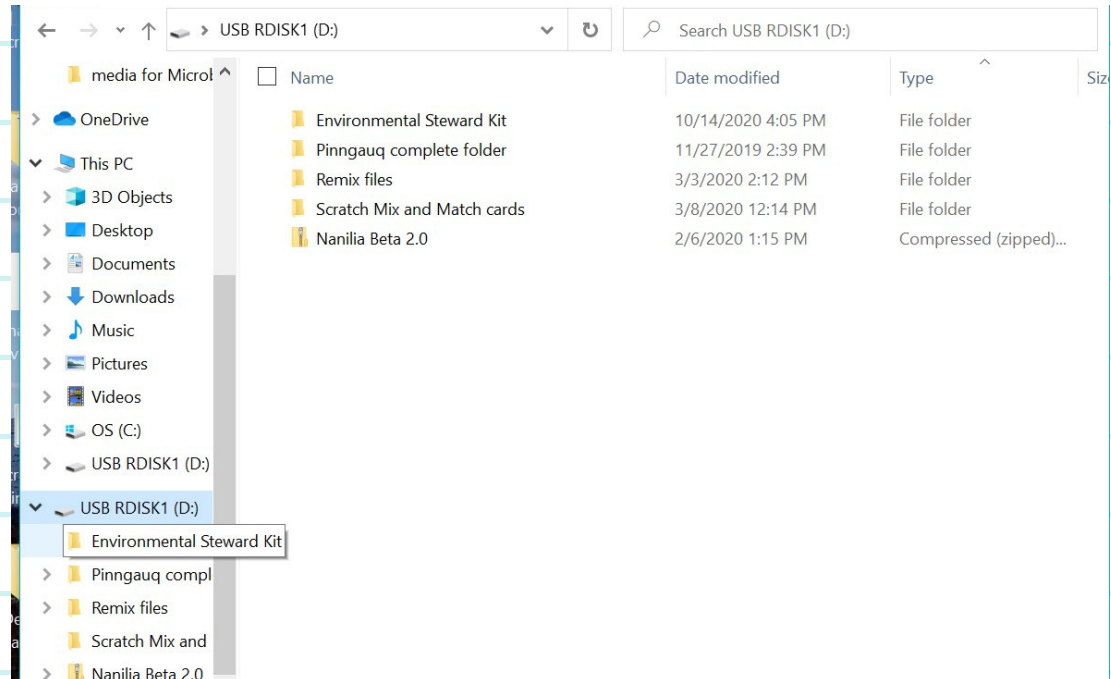 USB RDISK1 (D:)
Search USB RDISK1 (D:)
media for Microb
Name Date modified Type Siz
OneDrive
Environmental Steward Kit 10/14/2020 4:05 PM File folder
Pinngauq complete folder 11/27/2019 2:39 PM File folder
This PC
Remix files 3/3/2020 2:12 PM File folder
3D Objects
Scratch Mix and Match cards 3/8/2020 12:14 PM File folder
Desktop
Nanilia Beta 2.0 2/6/2020 1:15 PM Compressed (zipped)...
Documents
Downloads
Music
Pictures
Videos
OS (C:)
USB RDISK1 (D:)
USB RDISK1 (D:)
Environmental Steward Kit
Pinngauq compl
Remix files
Scratch Mix and
Nanilia Beta 2.0